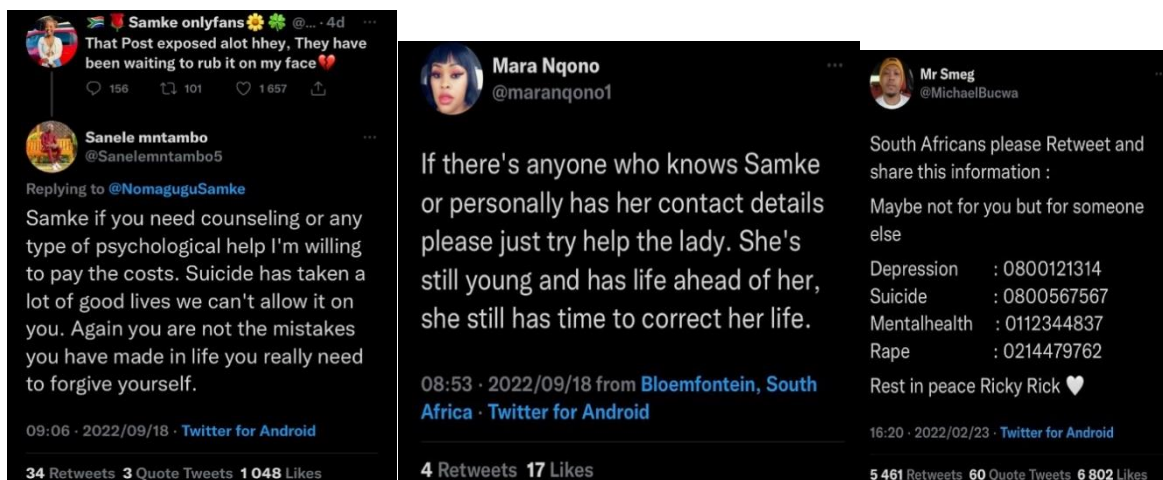 Samke onlyfans @... · 4d ...
That Post exposed alot hhey, They have
been waiting to rub it on my face
156 101 1 657
Sanele mntambo ...
@Sanelemntambo5
Replying to @NomaguguSamke
Samke if you need counseling or any
type of psychological help I'm willing
to pay the costs. Suicide has taken a
lot of good lives we can't allow it on
you. Again you are not the mistakes
you have made in life you really need
to forgive yourself.
09:06 · 2022/09/18 · Twitter for Android
34 Retweets 3 Quote Tweets 1 048 Likes
Mara Nqono ...
@maranqono1
If there's anyone who knows Samke
or personally has her contact details
please just try help the lady. She's
still young and has life ahead of her,
she still has time to correct her life.
08:53 · 2022/09/18 from Bloemfontein, South
Africa · Twitter for Android
4 Retweets 17 Likes
Mr Smeg
@MichaelBucwa
South Africans please Retweet and
share this information :
Maybe not for you but for someone
else
Depression : 0800121314
Suicide : 0800567567
Mentalhealth : 0112344837
Rape : 0214479762
Rest in peace Ricky Rick
16:20 · 2022/02/23 · Twitter for Android
5 461 Retweets 60 Quote Tweets 6 802 Likes